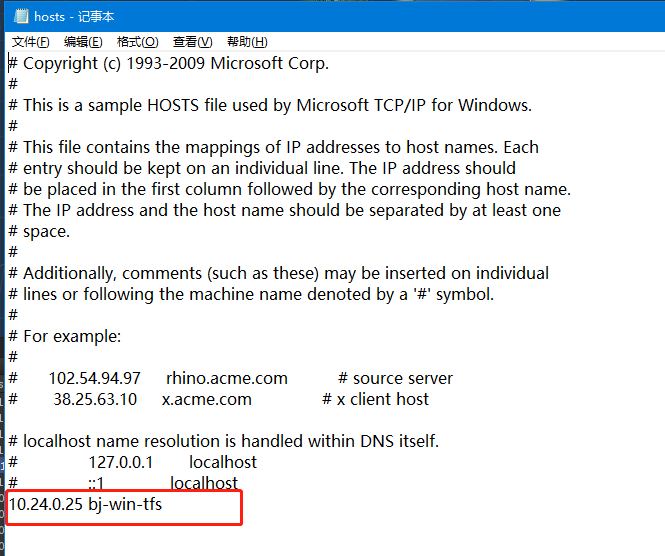 hosts - 记事本
文件(F) 编辑(E) 格式(O) 查看(V) 帮助(H)
# Copyright (c) 1993-2009 Microsoft Corp.
#
# This is a sample HOSTS file used by Microsoft TCP/IP for Windows.
#
# This file contains the mappings of IP addresses to host names. Each
# entry should be kept on an individual line. The IP address should
# be placed in the first column followed by the corresponding host name.
# The IP address and the host name should be separated by at least one
# space.
#
# Additionally, comments (such as these) may be inserted on individual
# lines or following the machine name denoted by a '#' symbol.
#
# For example:
#
# 102.54.94.97 rhino.acme.com # source server
# 38.25.63.10 x.acme.com # x client host

# localhost name resolution is handled within DNS itself.
# 127.0.0.1 localhost
# ::1 localhost
10.24.0.25 bj-win-tfs